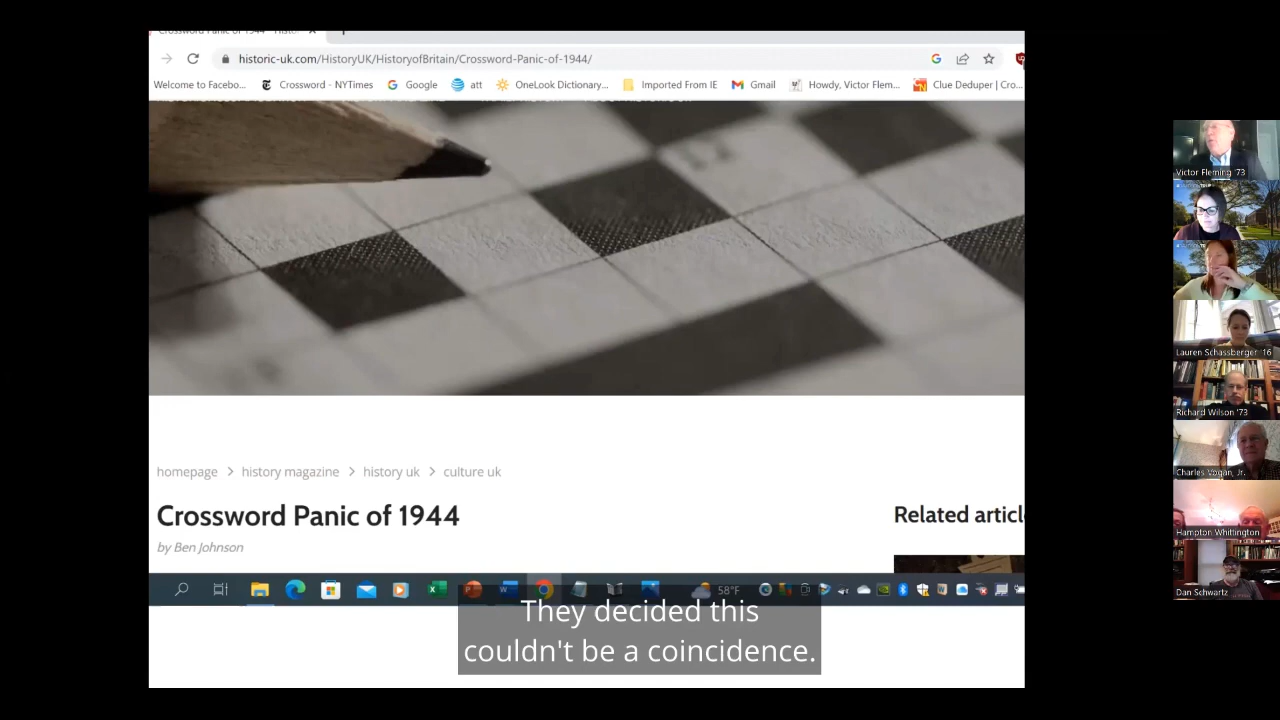 historic-uk.com/HistoryUK/HistoryofBritain/Crossword-Panic-of-1944/
Welcome to Facebo...
Crossword - NYTimes
Google
att
OneLook Dictionary...
Imported From IE
Gmail
Howdy, Victor Flem...
Clue Deduper | Cro...
homepage > history magazine > history uk > culture uk
Crossword Panic of 1944
by Ben Johnson
Related articl
58°F
They decided this
couldn't be a coincidence.
Victor Fleming '73
Lauren Schassberger '16
Richard Wilson '73
Charles Vogan, Jr.
Hampton Whittington
Dan Schwartz